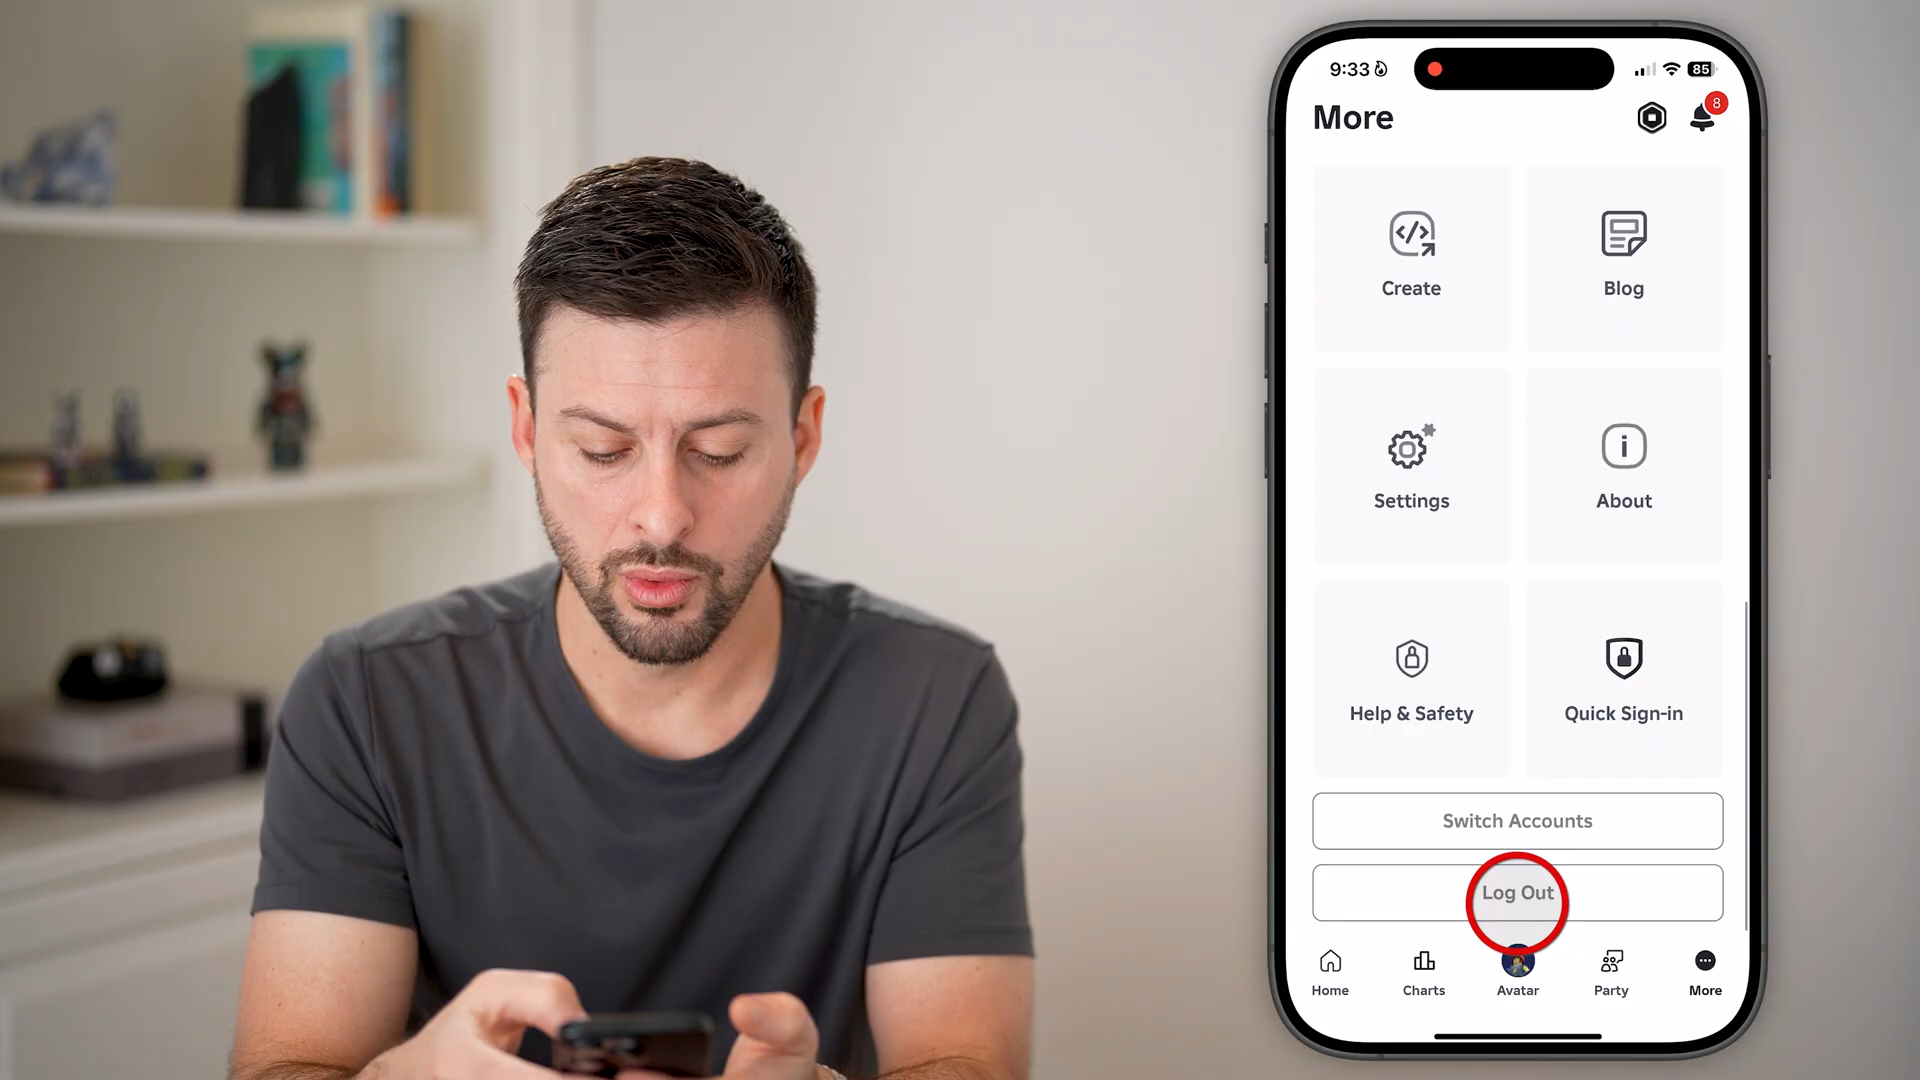 9:33
85
More
8
Create
Blog
Settings
About
Help & Safety
Quick Sign-in
Switch Accounts
Log Out
Home
Charts
Avatar
Party
More